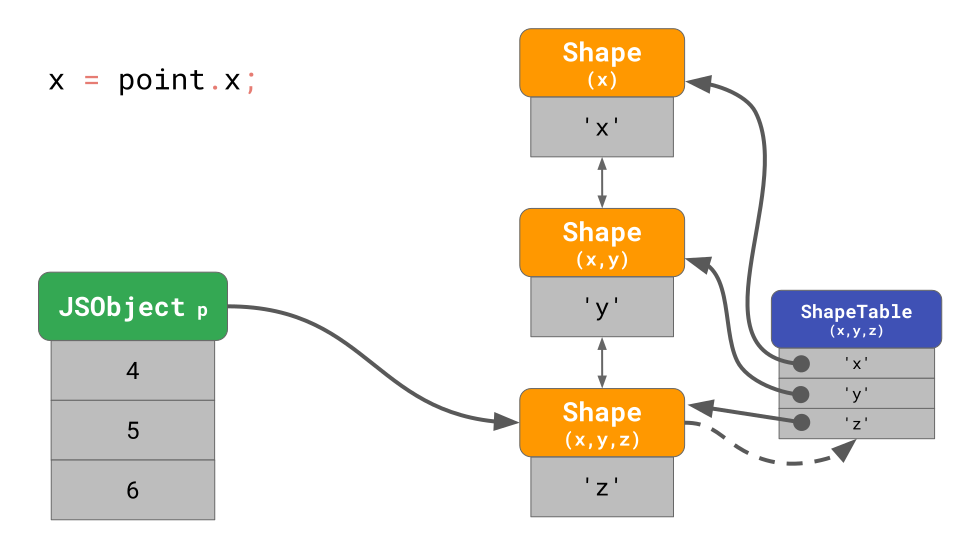 x = point.x;
Shape
(x)
'x'
Shape
(x,y)
'y'
JSObject p
4
5
6
Shape
(x,y,z)
'z'
ShapeTable
(x,y,z)
'x'
'y'
'z'